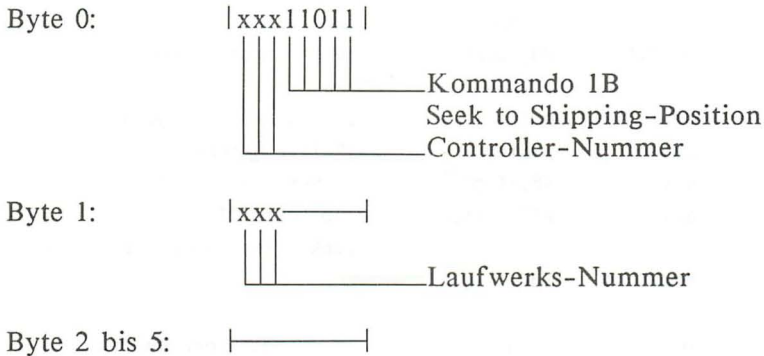 Byte 0: |xxx11011|
Kommando 1B
Seek to Shipping-Position
Controller-Nummer
Byte 1: |xxx
Laufwerks-Nummer
Byte 2 bis 5: